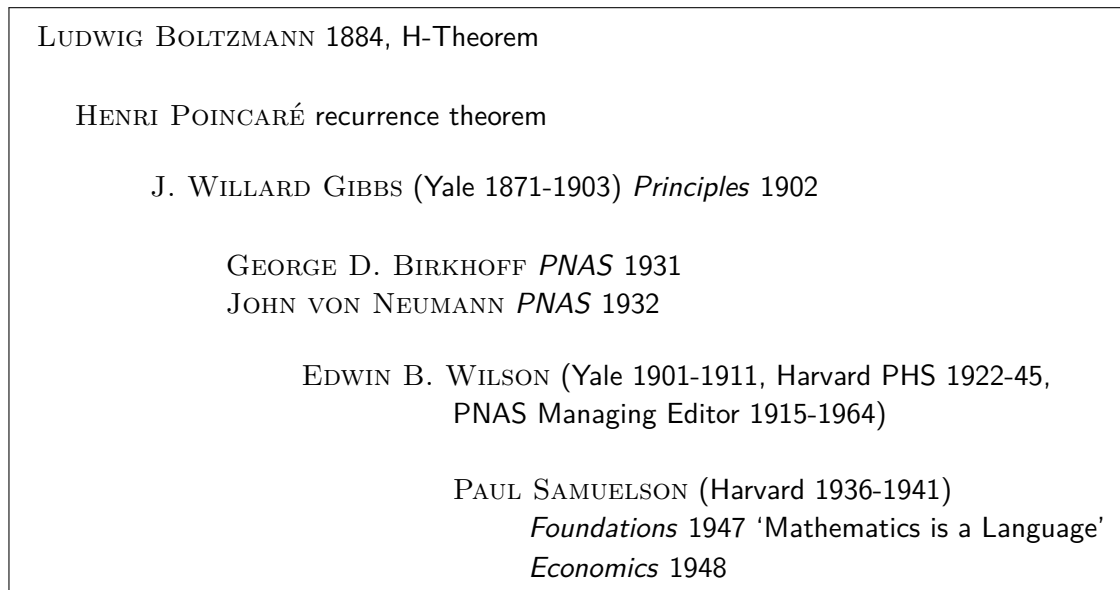 LUDWIG BOLTZMANN 1884, H-Theorem
HENRI POINCARÉ recurrence theorem
J. WILLARD GIBBS (Yale 1871-1903) Principles 1902
GEORGE D. BIRKHOFF PNAS 1931
JOHN VON NEUMANN PNAS 1932
EDWIN B. WILSON (Yale 1901-1911, Harvard PHS 1922-45,
PNAS Managing Editor 1915-1964)
PAUL SAMUELSON (Harvard 1936-1941)
Foundations 1947 ‘Mathematics is a Language’
Economics 1948